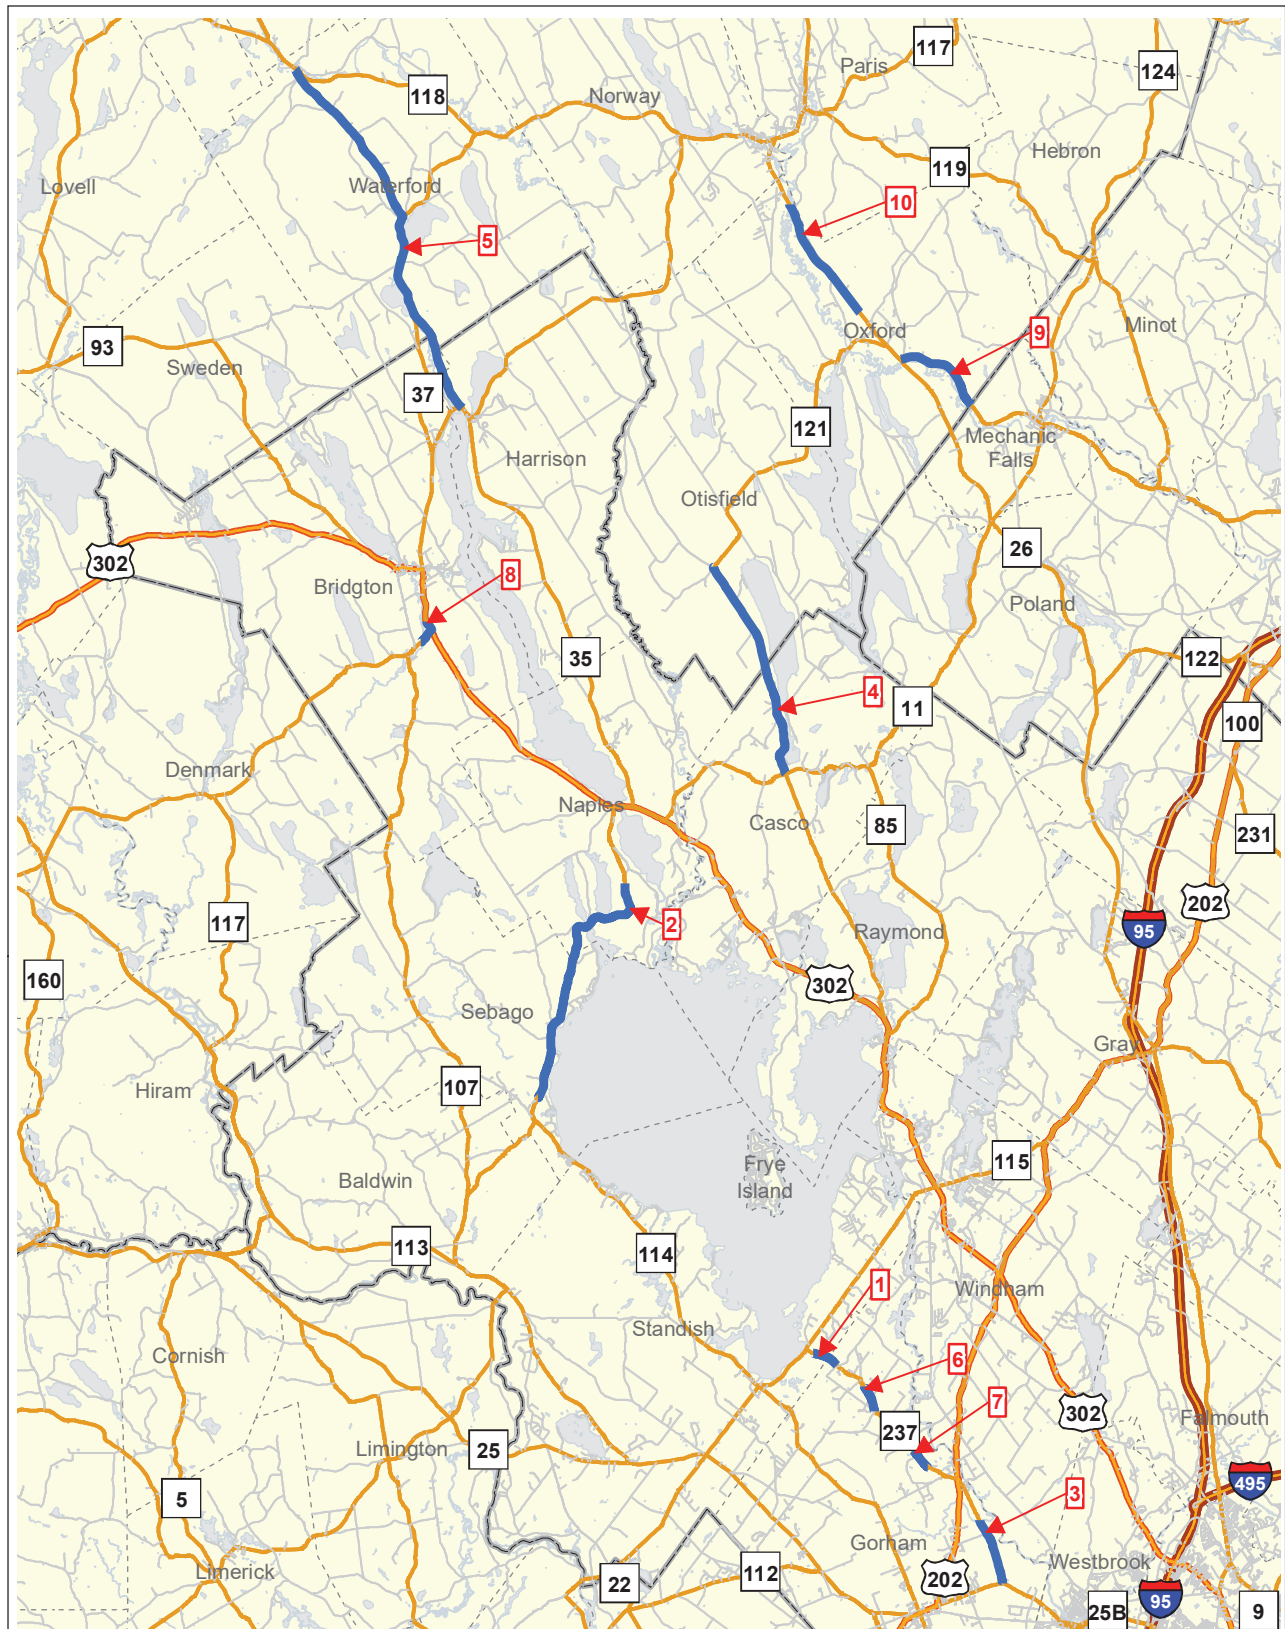 117
Paris
124
118
Norway
Hebron
119
Lovell
Waterford
10
5
Oxford
Minot
9
93
Sweden
37
121
Mechanic
Falls
Harrison
Otisfield
26
302
8
Bridgton
Poland
35
122
4
11
100
Denmark
Naples
Casco
85
231
202
117
2
Raymond
95
160
302
Sebago
Gray
107
Hiram
115
Frye
Island
Baldwin
113
114
1
Windham
Standish
Cornish
6
7
302
237
Falmouth
Limington
25
495
5
3
Gorham
Westbrook
Limerick
22
112
202
25B
95
9